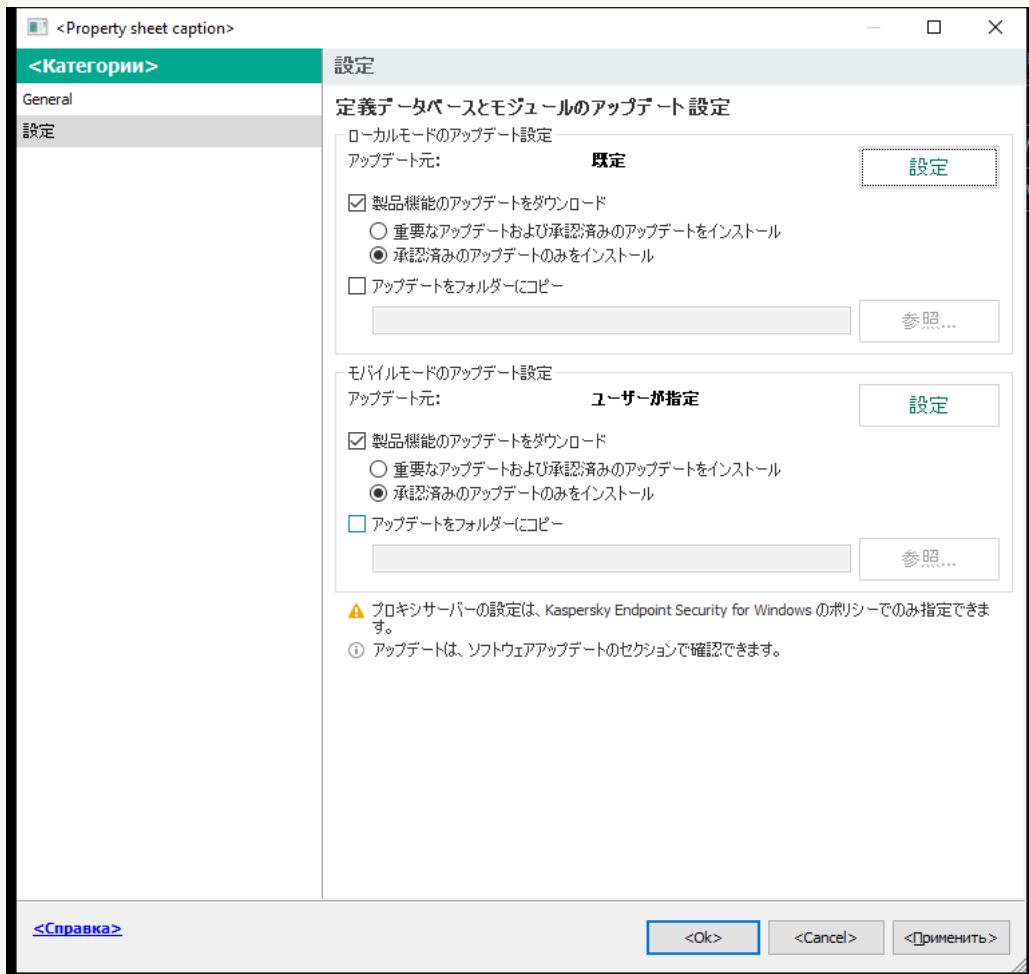 <Property sheet caption>
<Категории>
General
設定
設定
定義データベースとモジュールのアップデート設定
ローカルモードのアップデート設定
アップデート元:
既定
設定
製品機能のアップデートをダウンロード
重要なアップデートおよび承認済みのアップデートをインストール
承認済みのアップデートのみをインストール
アップデートをフォルダーにコピー
参照...
モバイルモードのアップデート設定
アップデート元:
ユーザーが指定
設定
製品機能のアップデートをダウンロード
重要なアップデートおよび承認済みのアップデートをインストール
承認済みのアップデートのみをインストール
アップデートをフォルダーにコピー
参照...
プロキシサーバーの設定は、Kaspersky Endpoint Security for Windows のポリシーでのみ指定できま
す。
アップデートは、ソフトウェアアップデートのセクションで確認できます。
<Справка>
<Ok>
<Cancel>
<Применить>